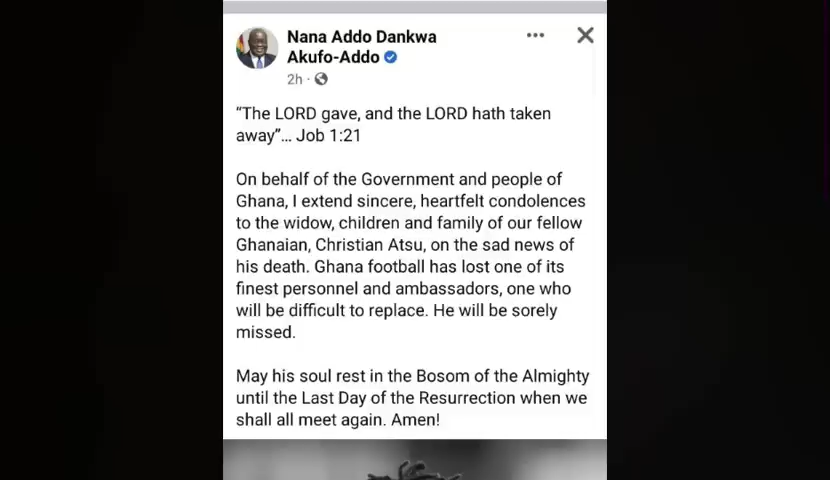 Nana Addo Dankwa
Akufo-Addo
2h ·
“The LORD gave, and the LORD hath taken
away”... Job 1:21
On behalf of the Government and people of
Ghana, I extend sincere, heartfelt condolences
to the widow, children and family of our fellow
Ghanaian, Christian Atsu, on the sad news of
his death. Ghana football has lost one of its
finest personnel and ambassadors, one who
will be difficult to replace. He will be sorely
missed.
May his soul rest in the Bosom of the Almighty
until the Last Day of the Resurrection when we
shall all meet again. Amen!